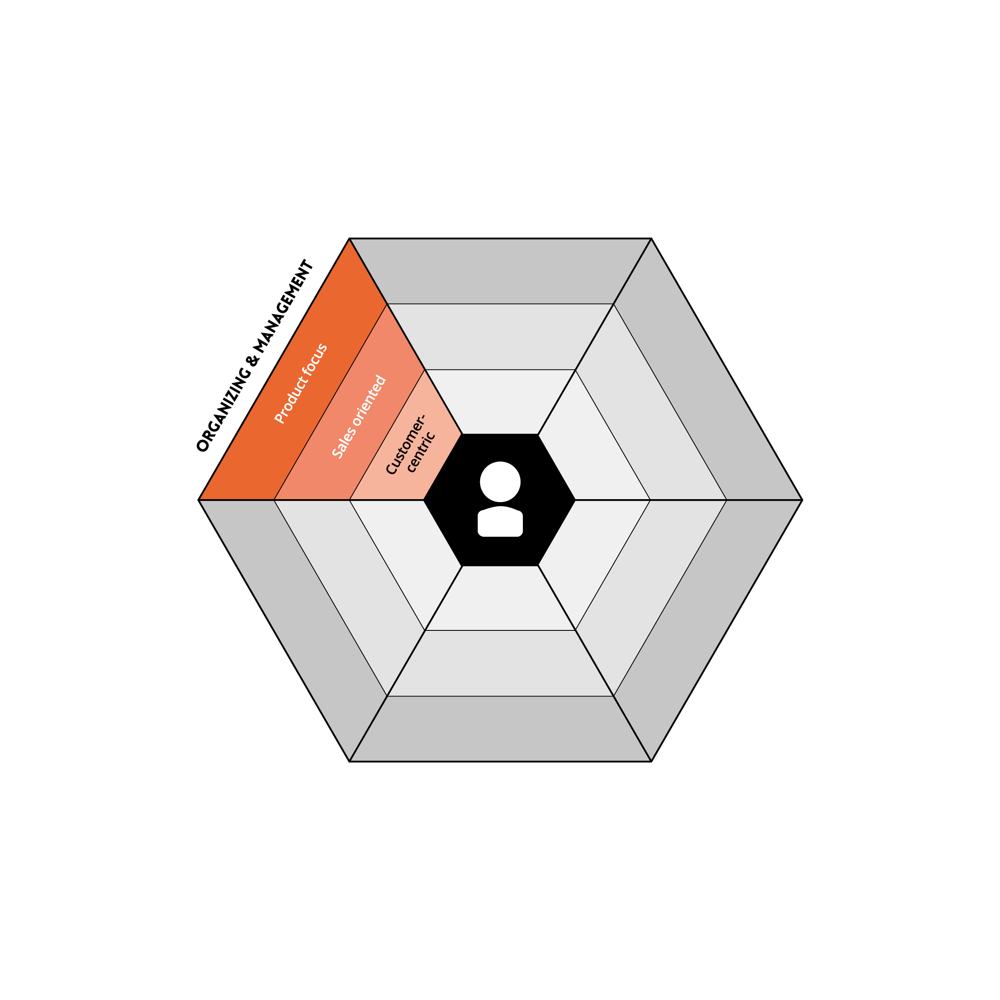 ORGANIZING & MANAGEMENT
Product focus
Sales oriented
Customer-
centric